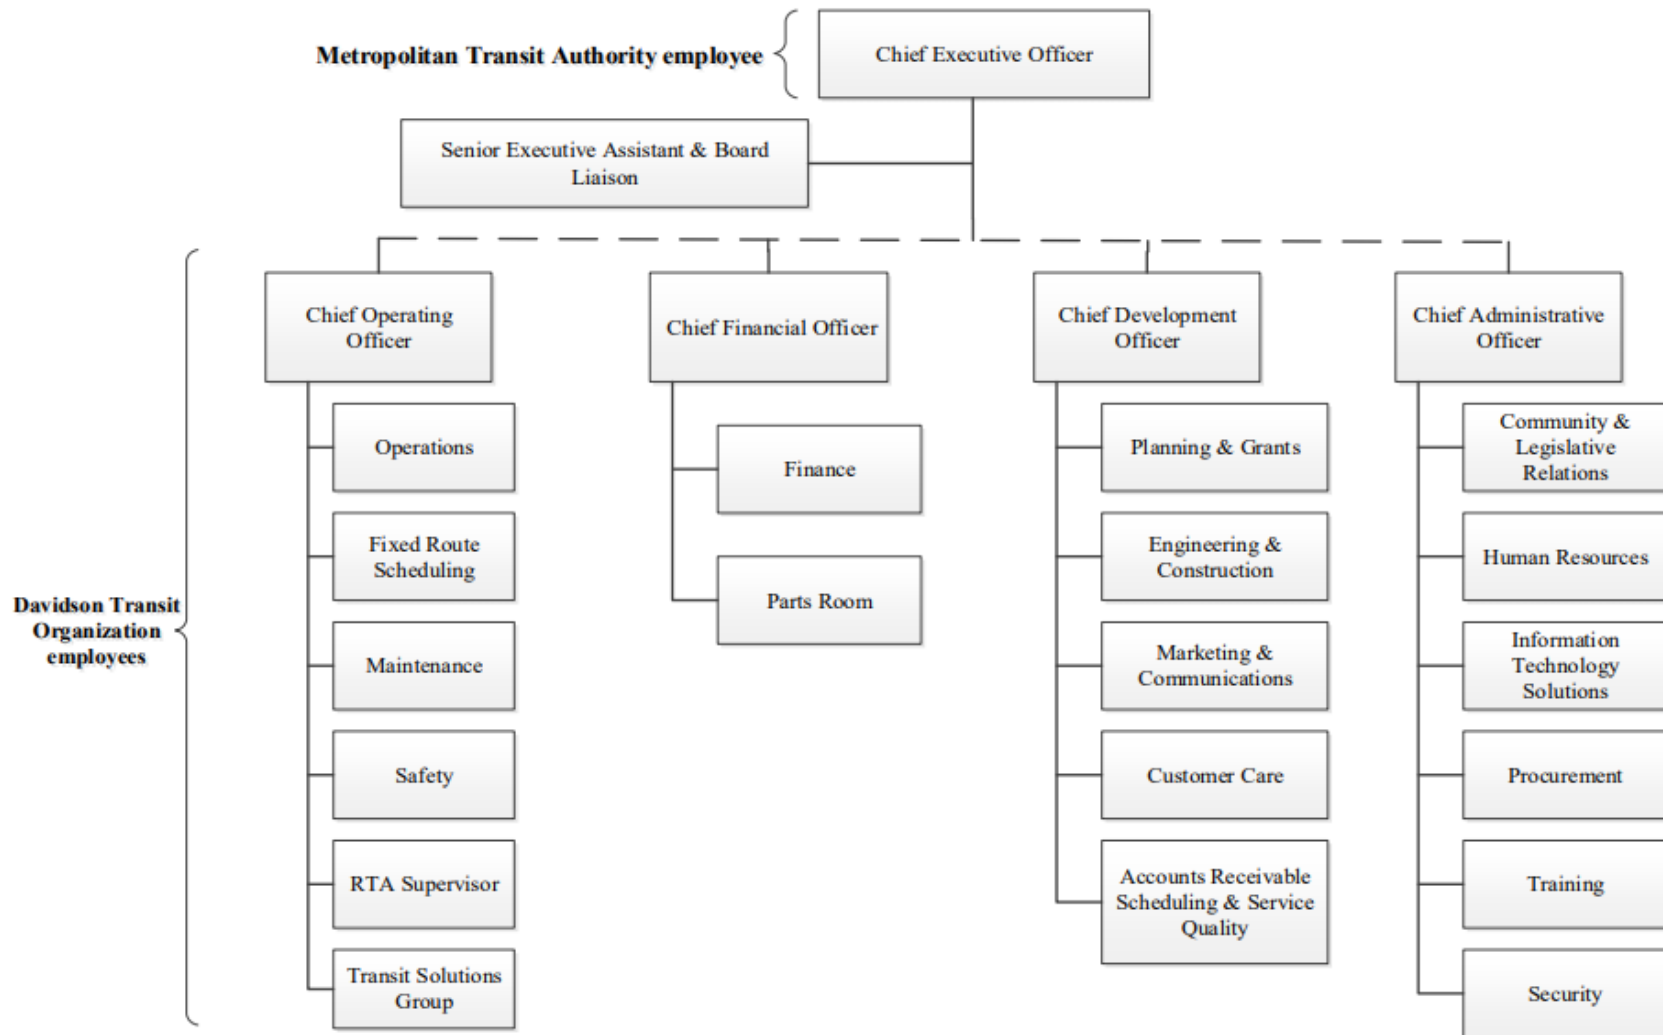 Metropolitan Transit Authority employee
Chief Executive Officer
Senior Executive Assistant & Board
Liaison
Davidson Transit
Organization
employees
Chief Operating
Officer
Operations
Fixed Route
Scheduling
Maintenance
Safety
RTA Supervisor
Transit Solutions
Group
Chief Financial Officer
Finance
Parts Room
Chief Development
Officer
Planning & Grants
Engineering &
Construction
Marketing &
Communications
Customer Care
Accounts Receivable
Scheduling & Service
Quality
Chief Administrative
Officer
Community &
Legislative
Relations
Human Resources
Information
Technology
Solutions
Procurement
Training
Security